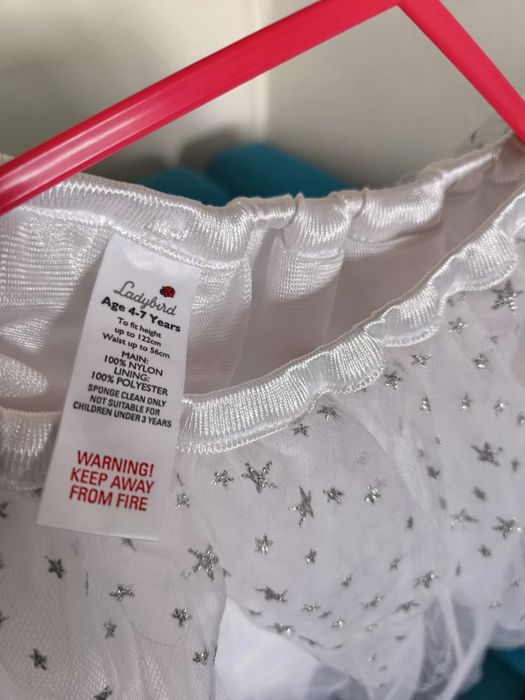 Ladybird
Age 4-7 Years
To fit height
up to 122cm
Waist up to 56cm
MAIN:
100% NYLON
LINING:
100% POLYESTER
SPONGE CLEAN ONLY
NOT SUITABLE FOR
CHILDREN UNDER 3 YEARS
WARNING!
KEEP AWAY
FROM FIRE